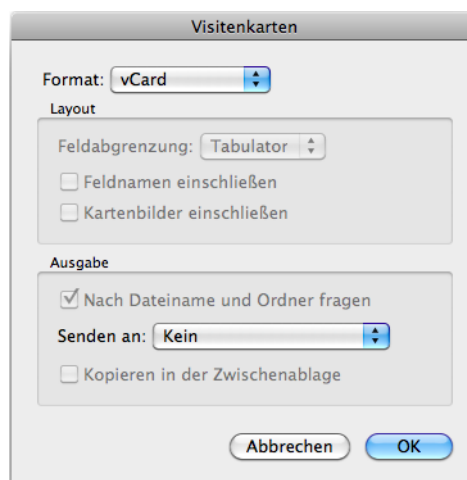 Visitenkarten
Format: vCard
Layout
Feldabgrenzung: Tabulator
Feldnamen einschließen
Kartenbilder einschließen
Ausgabe
Nach Dateiname und Ordner fragen
Senden an: Kein
Kopieren in der Zwischenablage
Abbrechen OK